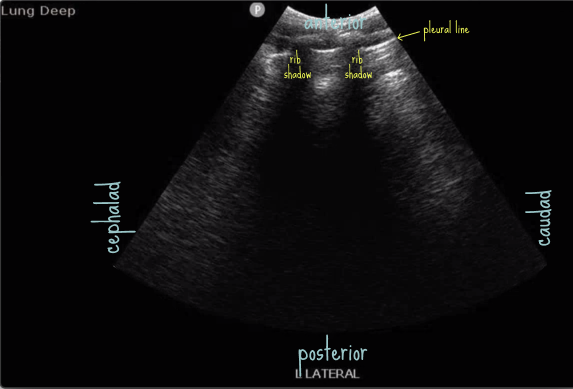 Lung Deep
P
anterior
pleural line
rib
shadow
rib
shadow
cephalad
caudad
posterior
L LATERAL